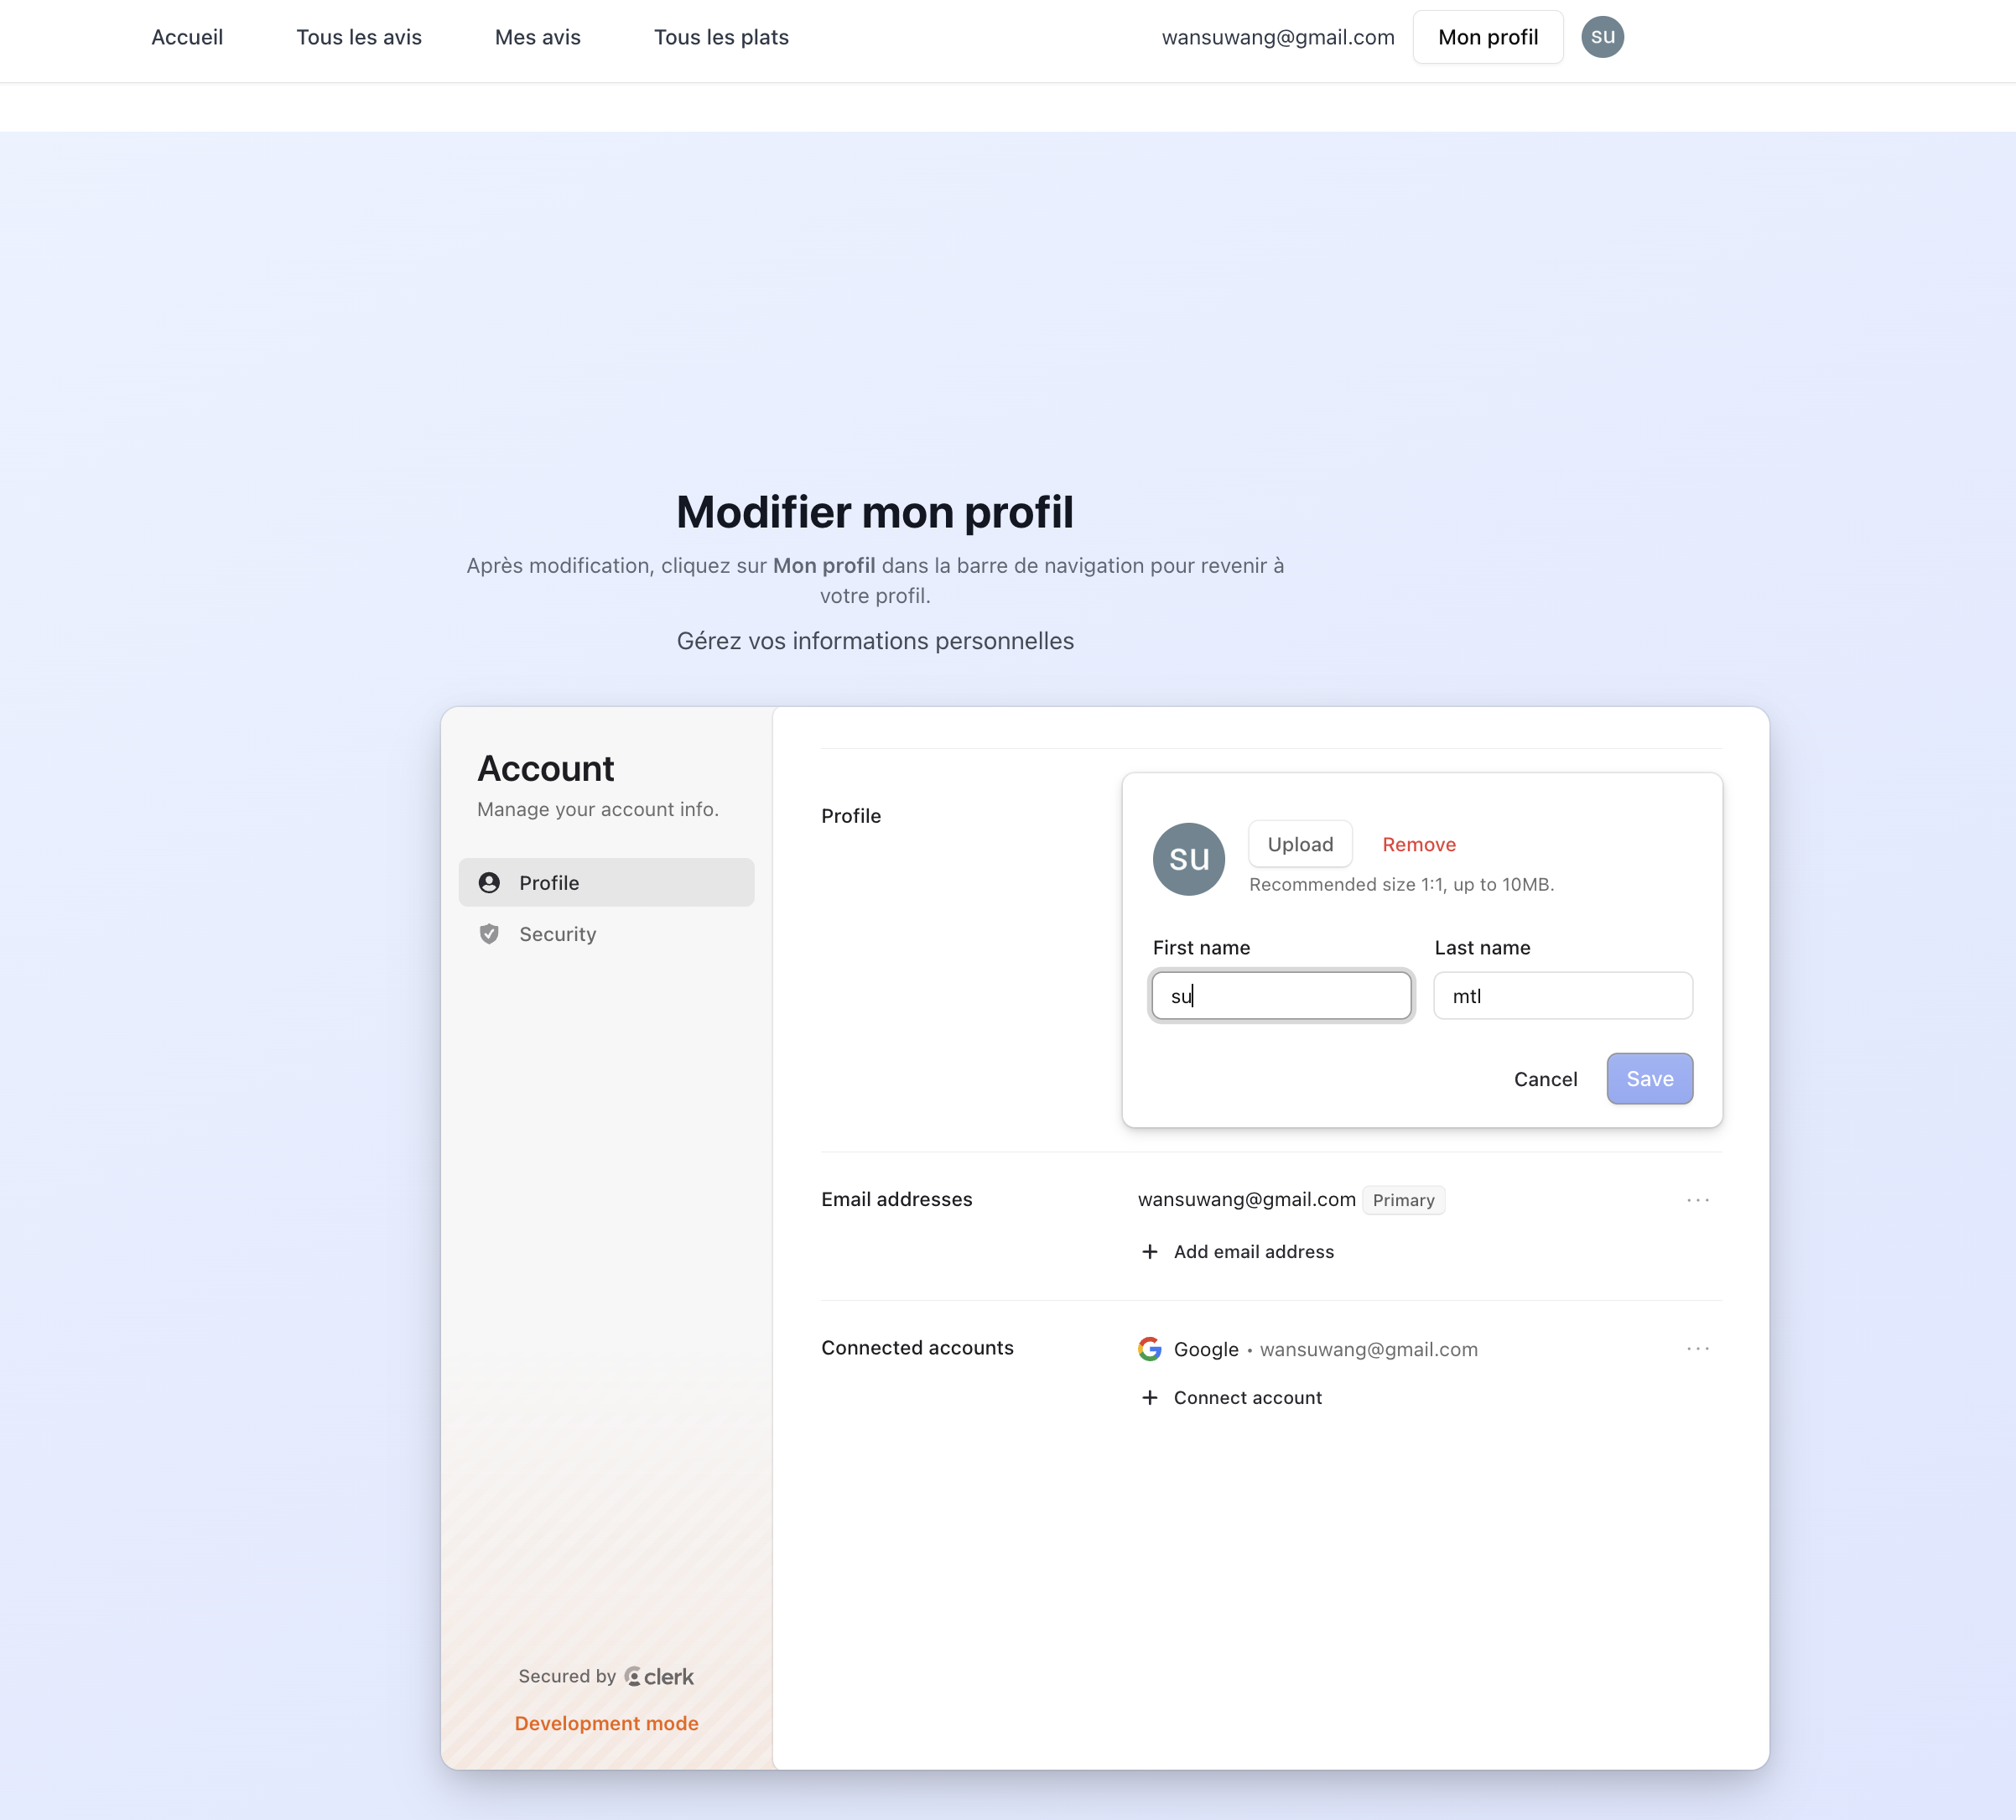 Accueil Tous les avis Mes avis Tous les plats wansuwang@gmail.com Mon profil su
Modifier mon profil
Après modification, cliquez sur Mon profil dans la barre de navigation pour revenir à
votre profil.
Gérez vos informations personnelles
Account
Manage your account info.
Profile
Security
Profile
su
Upload Remove
Recommended size 1:1, up to 10MB.
First name Last name
su mtl
Cancel Save
Email addresses wansuwang@gmail.com Primary ...
+ Add email address
Connected accounts Google • wansuwang@gmail.com ...
+ Connect account
Secured by clerk
Development mode